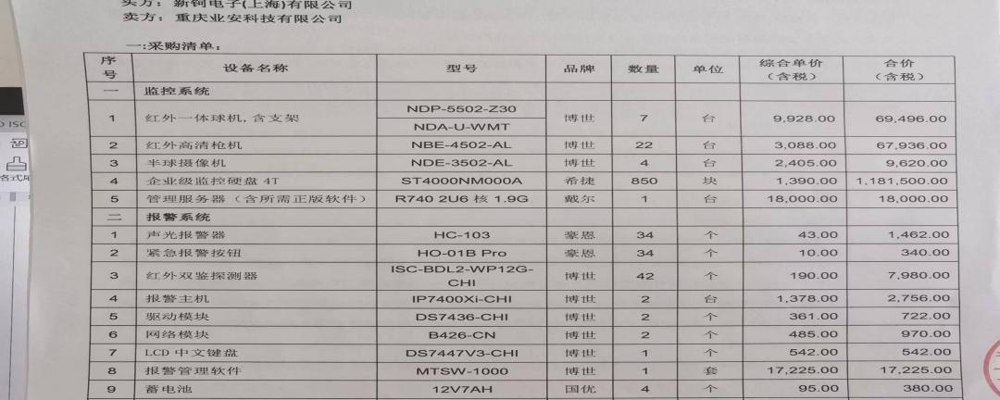 买方：新钶电子(上海)有限公司
卖方：重庆业安科技有限公司
一:采购清单：
序号 设备名称 型号 品牌 数量 单位 综合单价（含税） 合价（含税）
一 监控系统
1 红外一体球机,含支架 NDP-5502-Z30 NDA-U-WMT 博世 7 台 9,928.00 69,496.00
2 红外高清枪机 NBE-4502-AL 博世 22 台 3,088.00 67,936.00
3 半球摄像机 NDE-3502-AL 博世 4 台 2,405.00 9,620.00
4 企业级监控硬盘 4T ST4000NM000A 希捷 850 块 1,390.00 1,181,500.00
5 管理服务器（含所需正版软件） R740 2U6 核 1.9G 戴尔 1 台 18,000.00 18,000.00
二 报警系统
1 声光报警器 HC-103 豪恩 34 个 43.00 1,462.00
2 紧急报警按钮 HO-01B Pro 豪恩 34 个 10.00 340.00
3 红外双鉴探测器 ISC-BDL2-WP12G-CHI 博世 42 个 190.00 7,980.00
4 报警主机 IP7400Xi-CHI 博世 2 台 1,378.00 2,756.00
5 驱动模块 DS7436-CHI 博世 2 个 361.00 722.00
6 网络模块 B426-CN 博世 2 个 485.00 970.00
7 LCD 中文键盘 DS7447V3-CHI 博世 1 个 542.00 542.00
8 报警管理软件 MTSW-1000 博世 1 套 17,225.00 17,225.00
9 蓄电池 12V7AH 国优 4 个 95.00 380.00